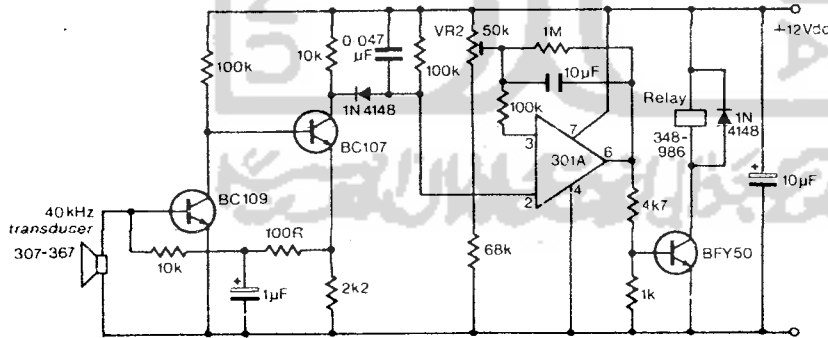 +12Vdc
0.047
µF
10k
100k
100k
VR2
50k
1M
10µF
100k
1N4148
BC107
3
7
301A
6
2
4
Relay
348-
986
1N
4148
10µF
4k7
BFY50
1k
68k
BC109
40kHz
transducer
307-367
10k
100R
1µF
2k2